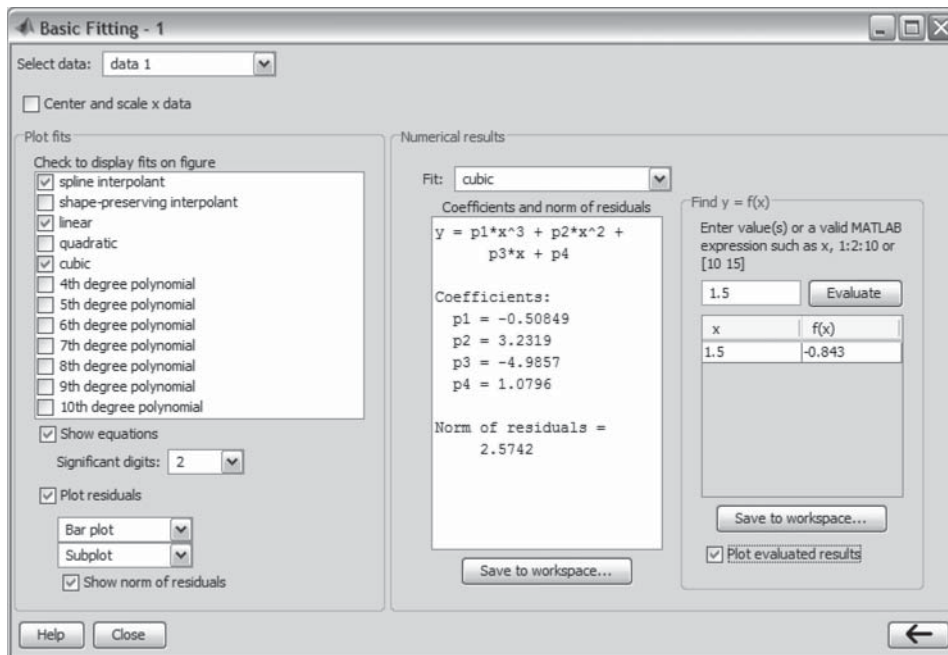 Basic Fitting - 1
Select data: data 1
Center and scale x data
Plot fits
Check to display fits on figure
spline interpolant
shape-preserving interpolant
linear
quadratic
cubic
4th degree polynomial
5th degree polynomial
6th degree polynomial
7th degree polynomial
8th degree polynomial
9th degree polynomial
10th degree polynomial
Show equations
Significant digits: 2
Plot residuals
Bar plot
Subplot
Show norm of residuals
Numerical results
Fit: cubic
Coefficients and norm of residuals
y = p1*x^3 + p2*x^2 +
p3*x + p4
Coefficients:
p1 = -0.50849
p2 = 3.2319
p3 = -4.9857
p4 = 1.0796
Norm of residuals =
2.5742
Save to workspace...
Find y = f(x)
Enter value(s) or a valid MATLAB
expression such as x, 1:2:10 or
[10 15]
1.5 Evaluate
x f(x)
1.5 -0.843
Save to workspace...
Plot evaluated results
Help Close